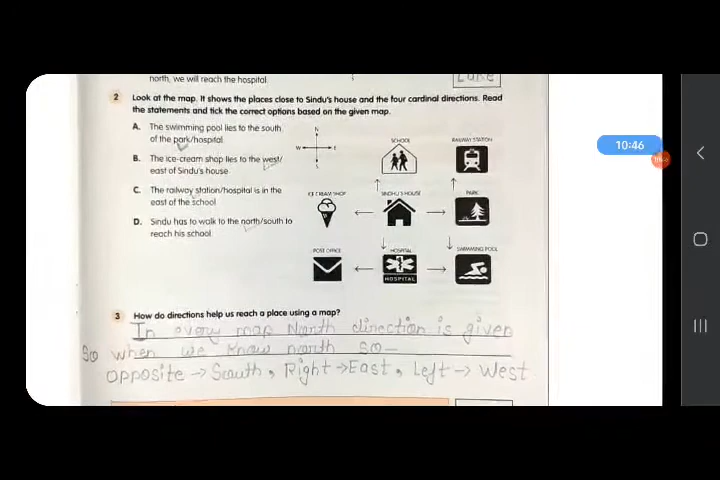 north, we will reach the hospital
Lake
2 Look at the map. It shows the places close to Sindu's house and the four cardinal directions. Read
the statements and tick the correct options based on the given map.
A. The swimming pool lies to the south
of the park/hospital
B. The ice-cream shop lies to the west/
east of Sindu's house
C. The railway station/hospital is in the
east of the school
D. Sindu has to walk to the north/south to
reach his school
N
W E
S
SCHOOL RAILWAY STATION
ICE CREAM SHOP SINDHU'S HOUSE PARK
POST OFFICE HOSPITAL SWIMMING POOL
HOSPITAL
3 How do directions help us reach a place using a map?
In every map North direction is given
So when we know north so-
opposite → South, Right → East, Left → West
10:46